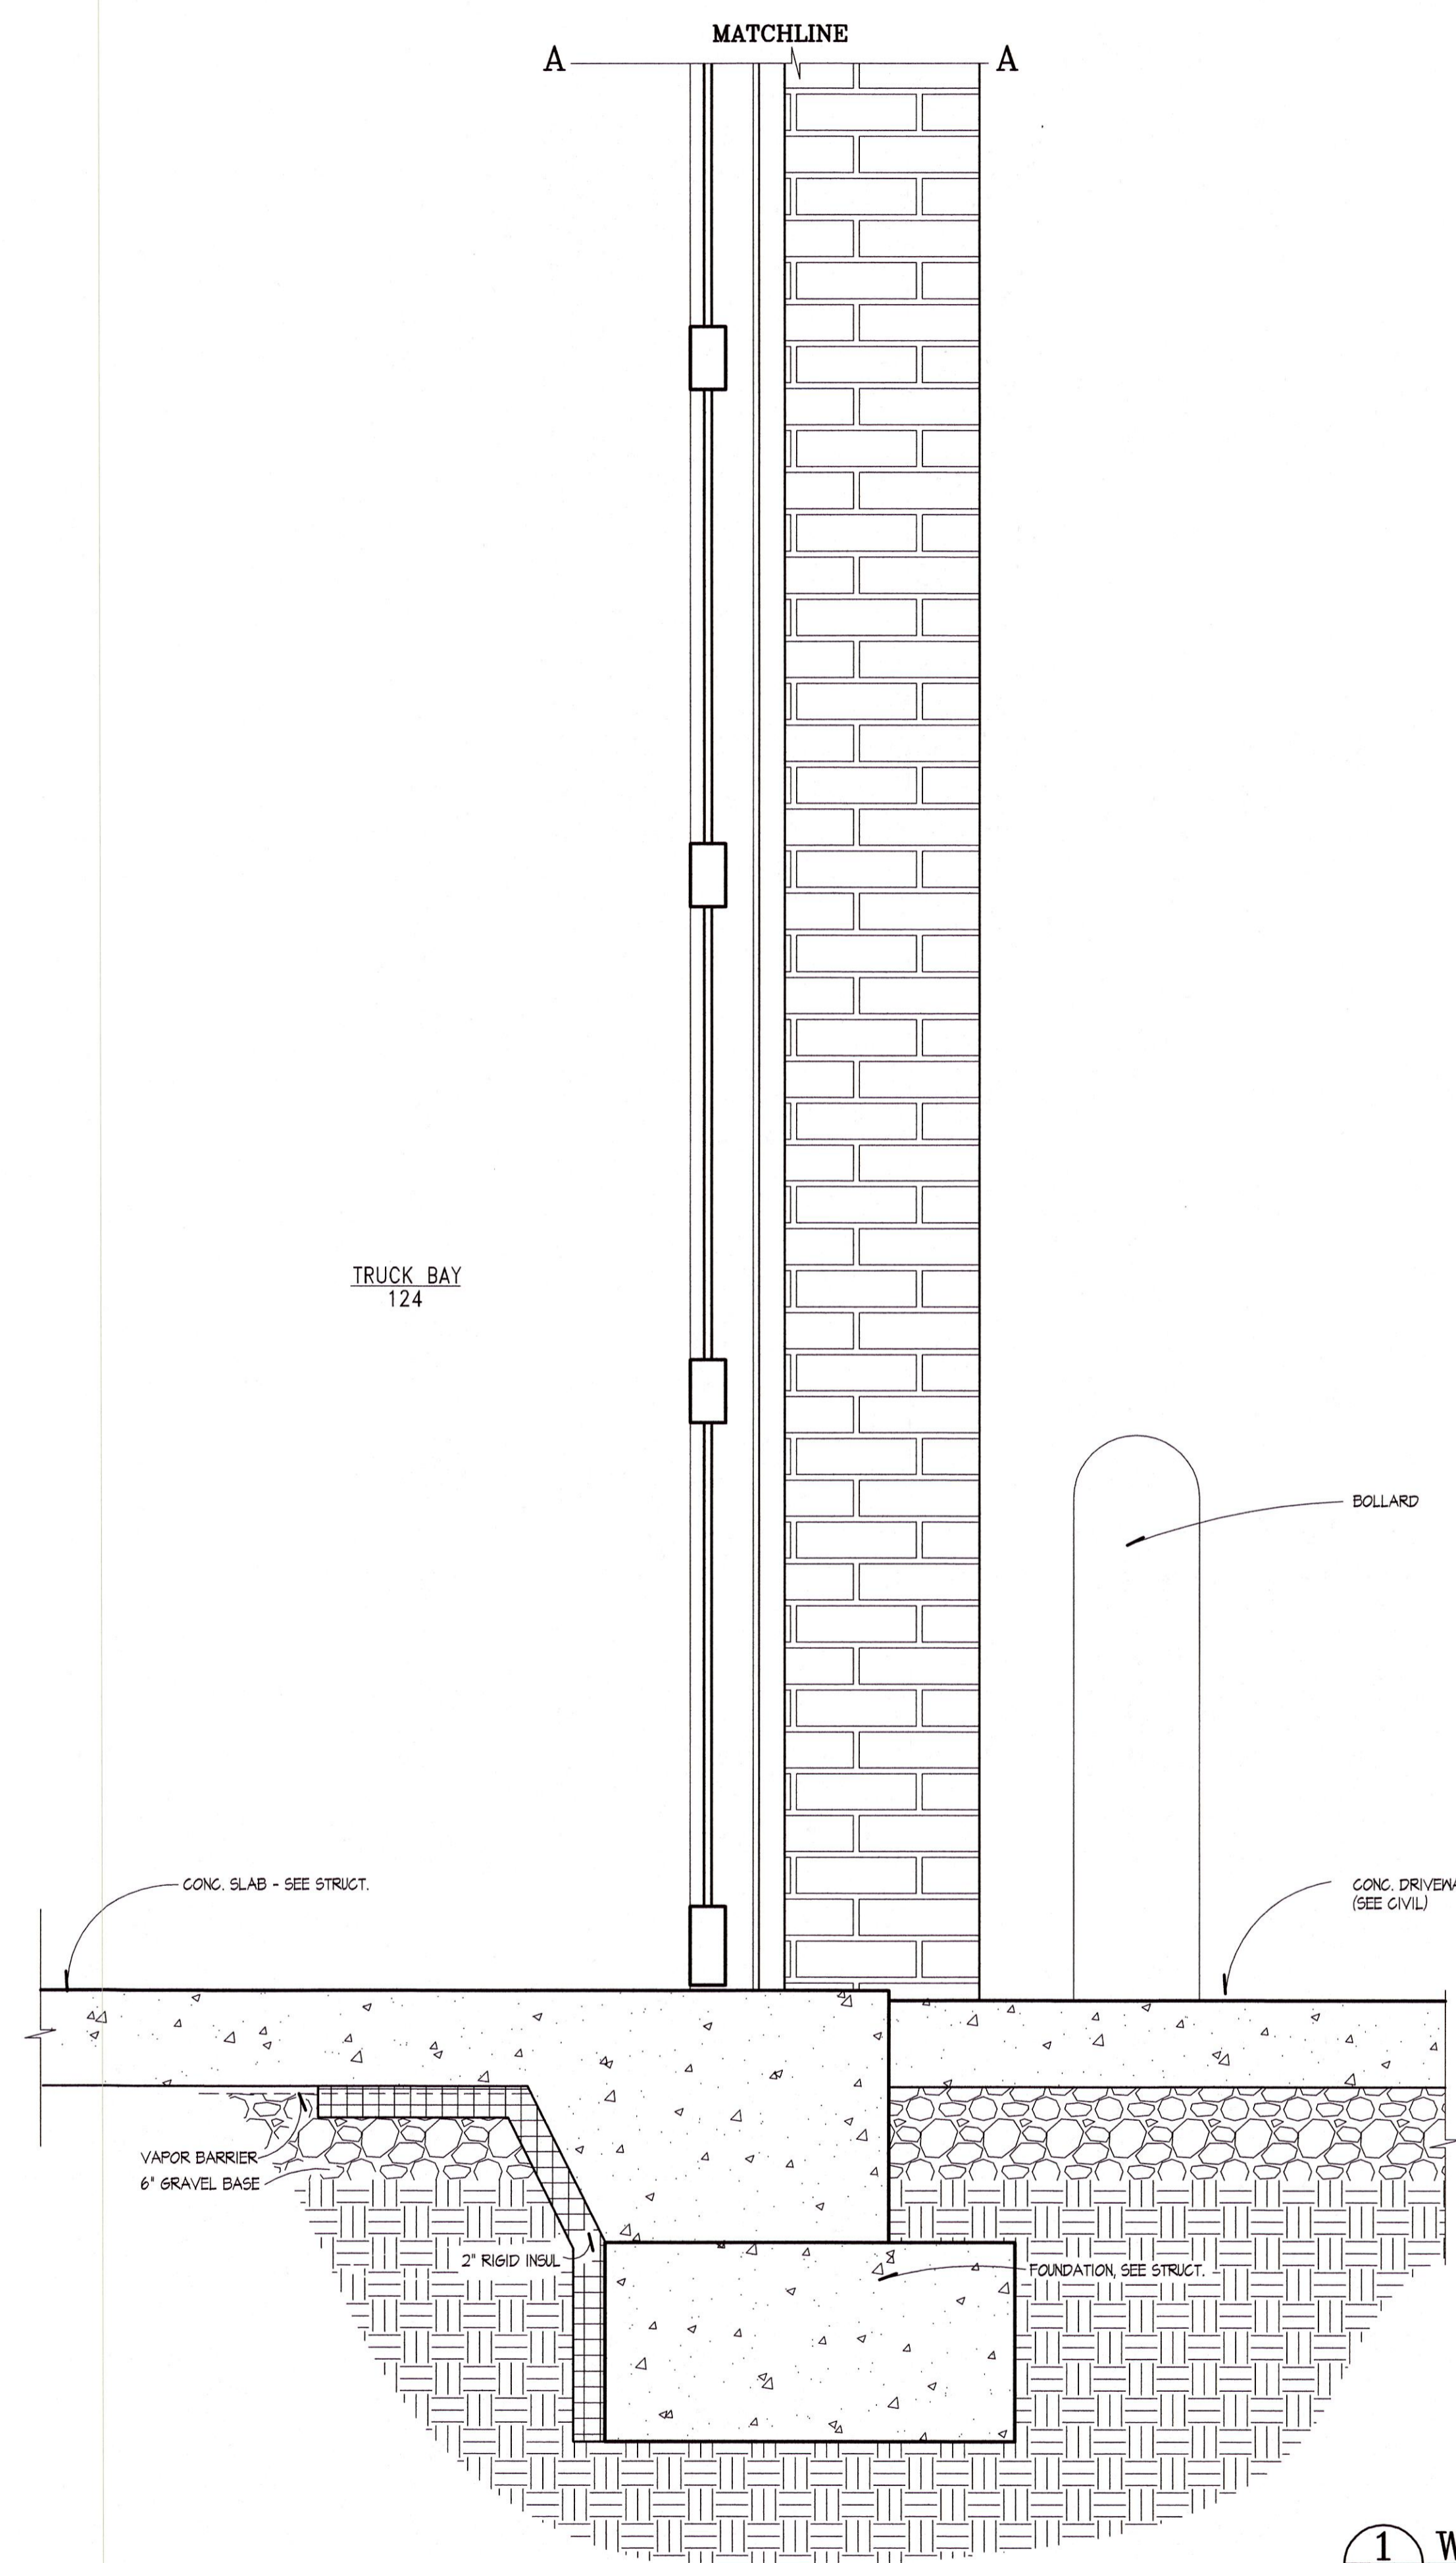 MATCHLINE
A A
TRUCK BAY
124
BOLLARD
CONC. SLAB - SEE STRUCT.
(SEE CIVIL)
CONC.
VAPOR BARRIER
6" GRAVEL BASE
2" RIGID INSUL
FOUNDATION, SEE STRUCT.
1